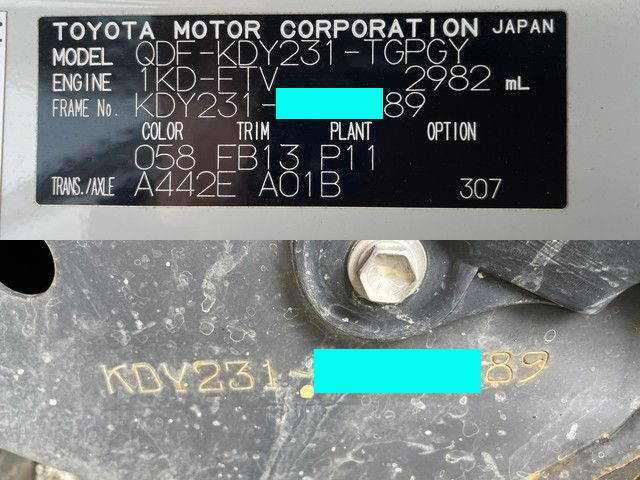 TOYOTA MOTOR CORPORATION JAPAN
MODEL QDF-KDY231-TGPGY
ENGINE 1KD-FTV 2982 mL
FRAME No. KDY231- 89
COLOR TRIM PLANT OPTION
058 FB13 P11
TRANS./AXLE A442E A01B 307
KDY231- 89